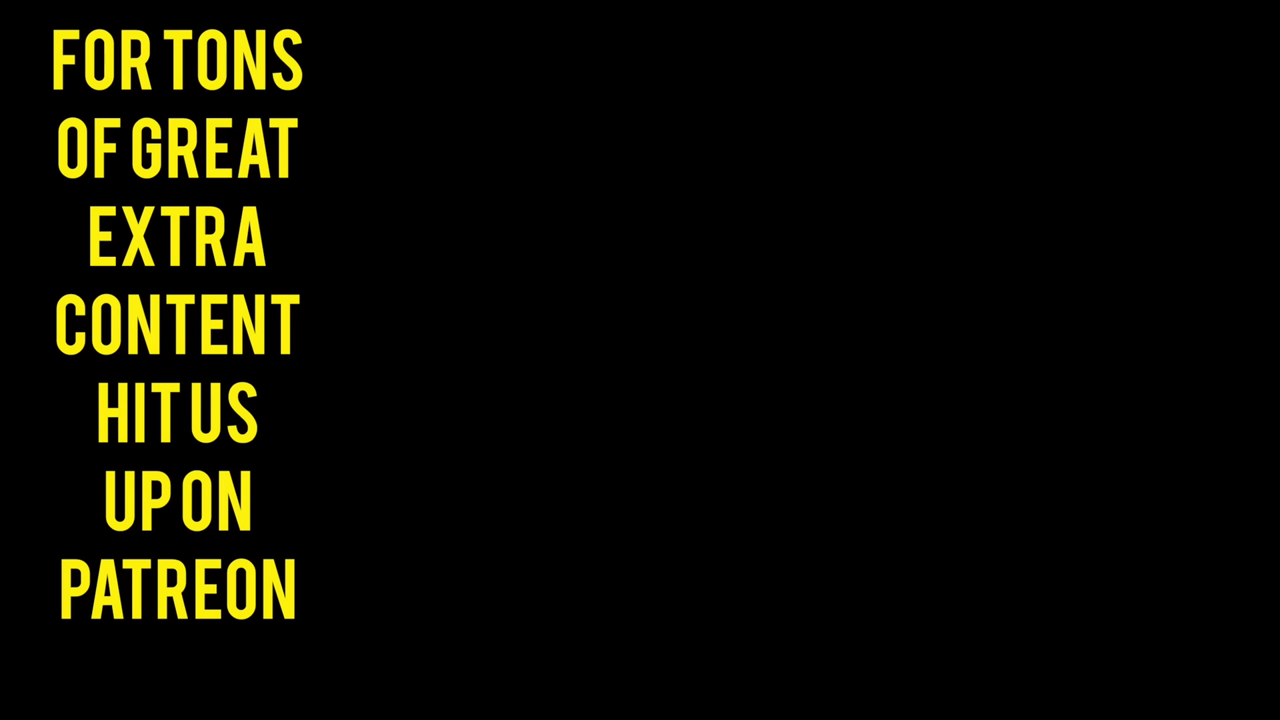 FOR TONS
OF GREAT
EXTRA
CONTENT
HIT US
UP ON
PATREON